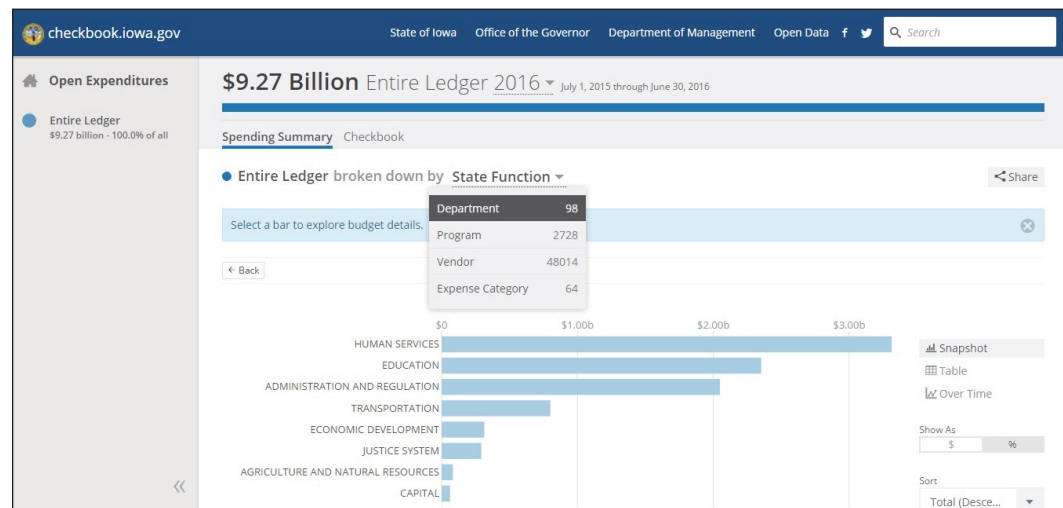 checkbook.iowa.gov
State of Iowa Office of the Governor Department of Management Open Data f Search
Open Expenditures
Entire Ledger
$9.27 billion - 100.0% of all
$9.27 Billion Entire Ledger 2016 July 1, 2015 through June 30, 2016
Spending Summary Checkbook
Entire Ledger broken down by State Function
Share
Department 98
Program 2728
Vendor 48014
Expense Category 64
Select a bar to explore budget details.
← Back
$0 $1.00b $2.00b $3.00b
HUMAN SERVICES
EDUCATION
ADMINISTRATION AND REGULATION
TRANSPORTATION
ECONOMIC DEVELOPMENT
JUSTICE SYSTEM
AGRICULTURE AND NATURAL RESOURCES
CAPITAL
Snapshot
Table
Over Time
Show As
$ %
Sort
Total (Desce...